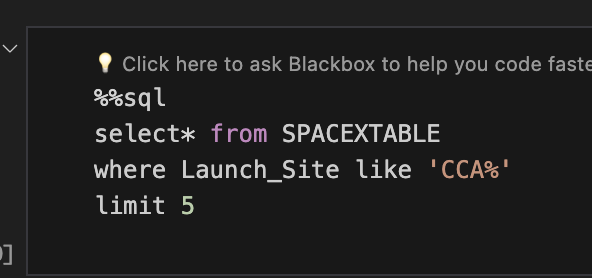 💡 Click here to ask Blackbox to help you code faste
%%sql
select* from SPACEXTABLE
where Launch_Site like 'CCA%'
limit 5
]